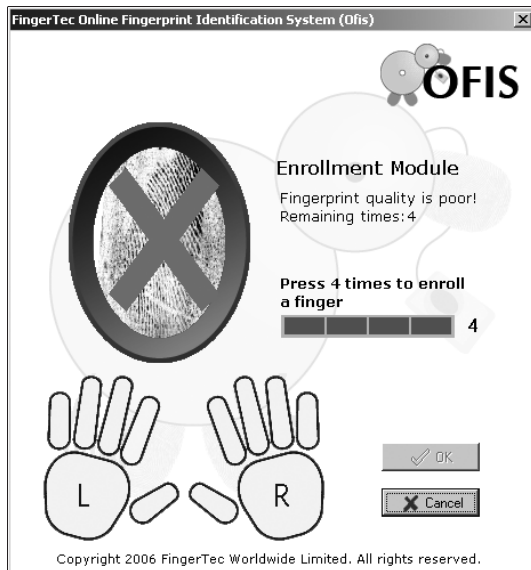 FingerTec Online Fingerprint Identification System (Ofis)
OFIS
Enrollment Module
Fingerprint quality is poor!
Remaining times:4
Press 4 times to enroll
a finger
4
L
R
OK
Cancel
Copyright 2006 FingerTec Worldwide Limited. All rights reserved.